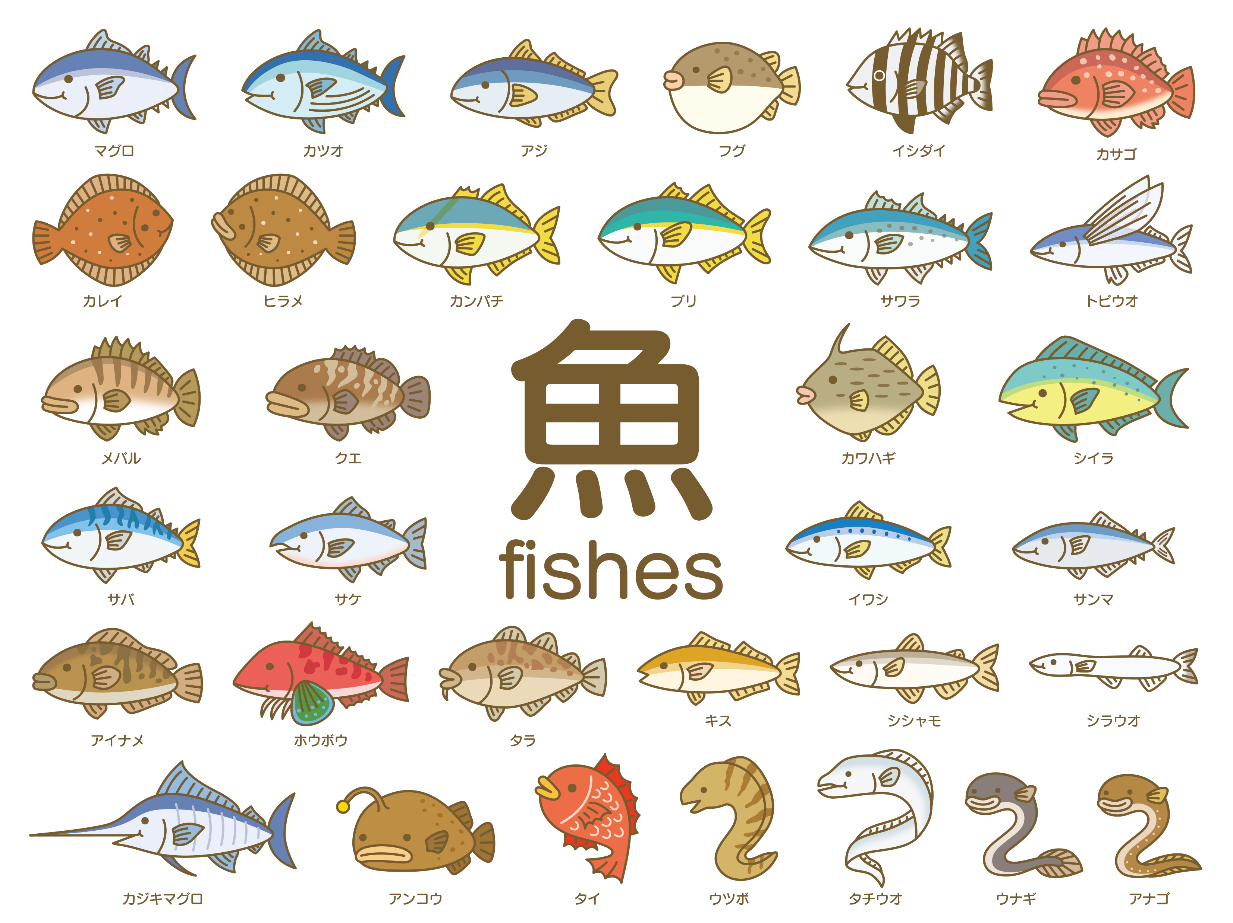 マグロ
カツオ
アジ
フグ
イシダイ
カサゴ
カレイ
ヒラメ
カンパチ
ブリ
サワラ
トビウオ
メバル
クエ
魚
fishes
カワハギ
シイラ
サバ
サケ
イワシ
サンマ
アイナメ
ホウボウ
タラ
キス
シシャモ
シラウオ
カジキマグロ
アンコウ
タイ
ウツボ
タチウオ
ウナギ
アナゴ